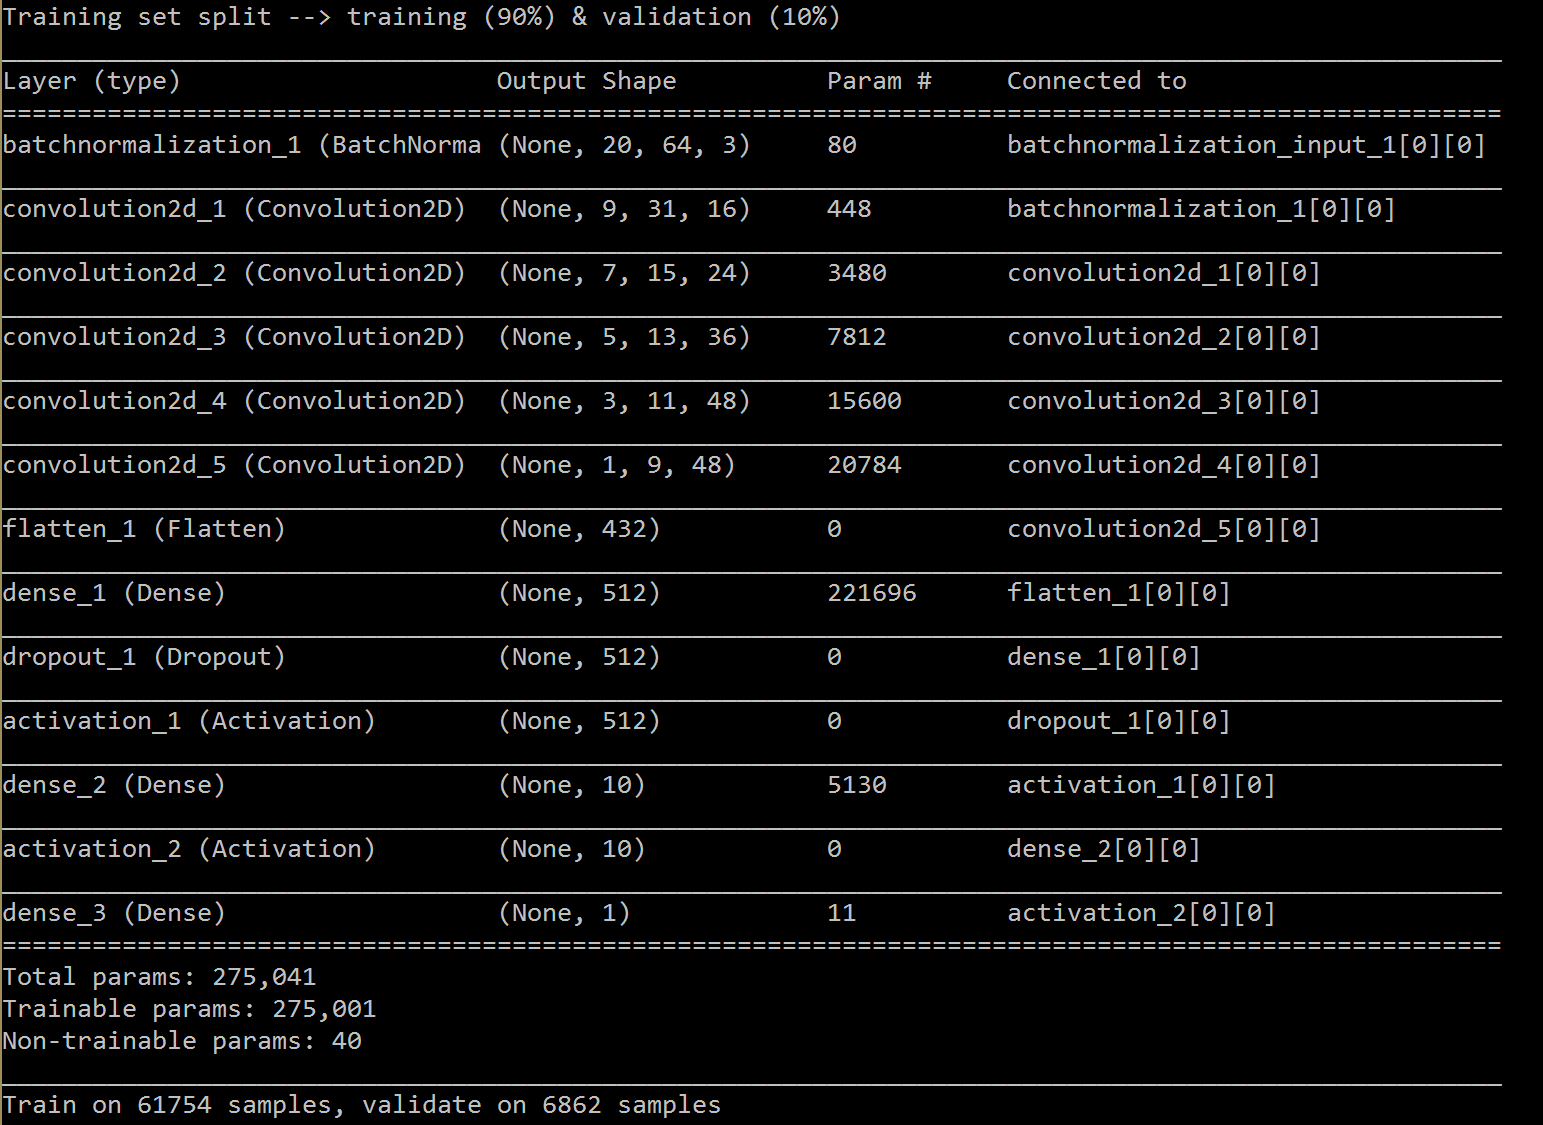 Training set split --> training (90%) & validation (10%)
Layer (type) Output Shape Param # Connected to
batchnormalization_1 (BatchNorma (None, 20, 64, 3) 80 batchnormalization_input_1[0][0]
convolution2d_1 (Convolution2D) (None, 9, 31, 16) 448 batchnormalization_1[0][0]
convolution2d_2 (Convolution2D) (None, 7, 15, 24) 3480 convolution2d_1[0][0]
convolution2d_3 (Convolution2D) (None, 5, 13, 36) 7812 convolution2d_2[0][0]
convolution2d_4 (Convolution2D) (None, 3, 11, 48) 15600 convolution2d_3[0][0]
convolution2d_5 (Convolution2D) (None, 1, 9, 48) 20784 convolution2d_4[0][0]
flatten_1 (Flatten) (None, 432) 0 convolution2d_5[0][0]
dense_1 (Dense) (None, 512) 221696 flatten_1[0][0]
dropout_1 (Dropout) (None, 512) 0 dense_1[0][0]
activation_1 (Activation) (None, 512) 0 dropout_1[0][0]
dense_2 (Dense) (None, 10) 5130 activation_1[0][0]
activation_2 (Activation) (None, 10) 0 dense_2[0][0]
dense_3 (Dense) (None, 1) 11 activation_2[0][0]
Total params: 275,041
Trainable params: 275,001
Non-trainable params: 40
Train on 61754 samples, validate on 6862 samples